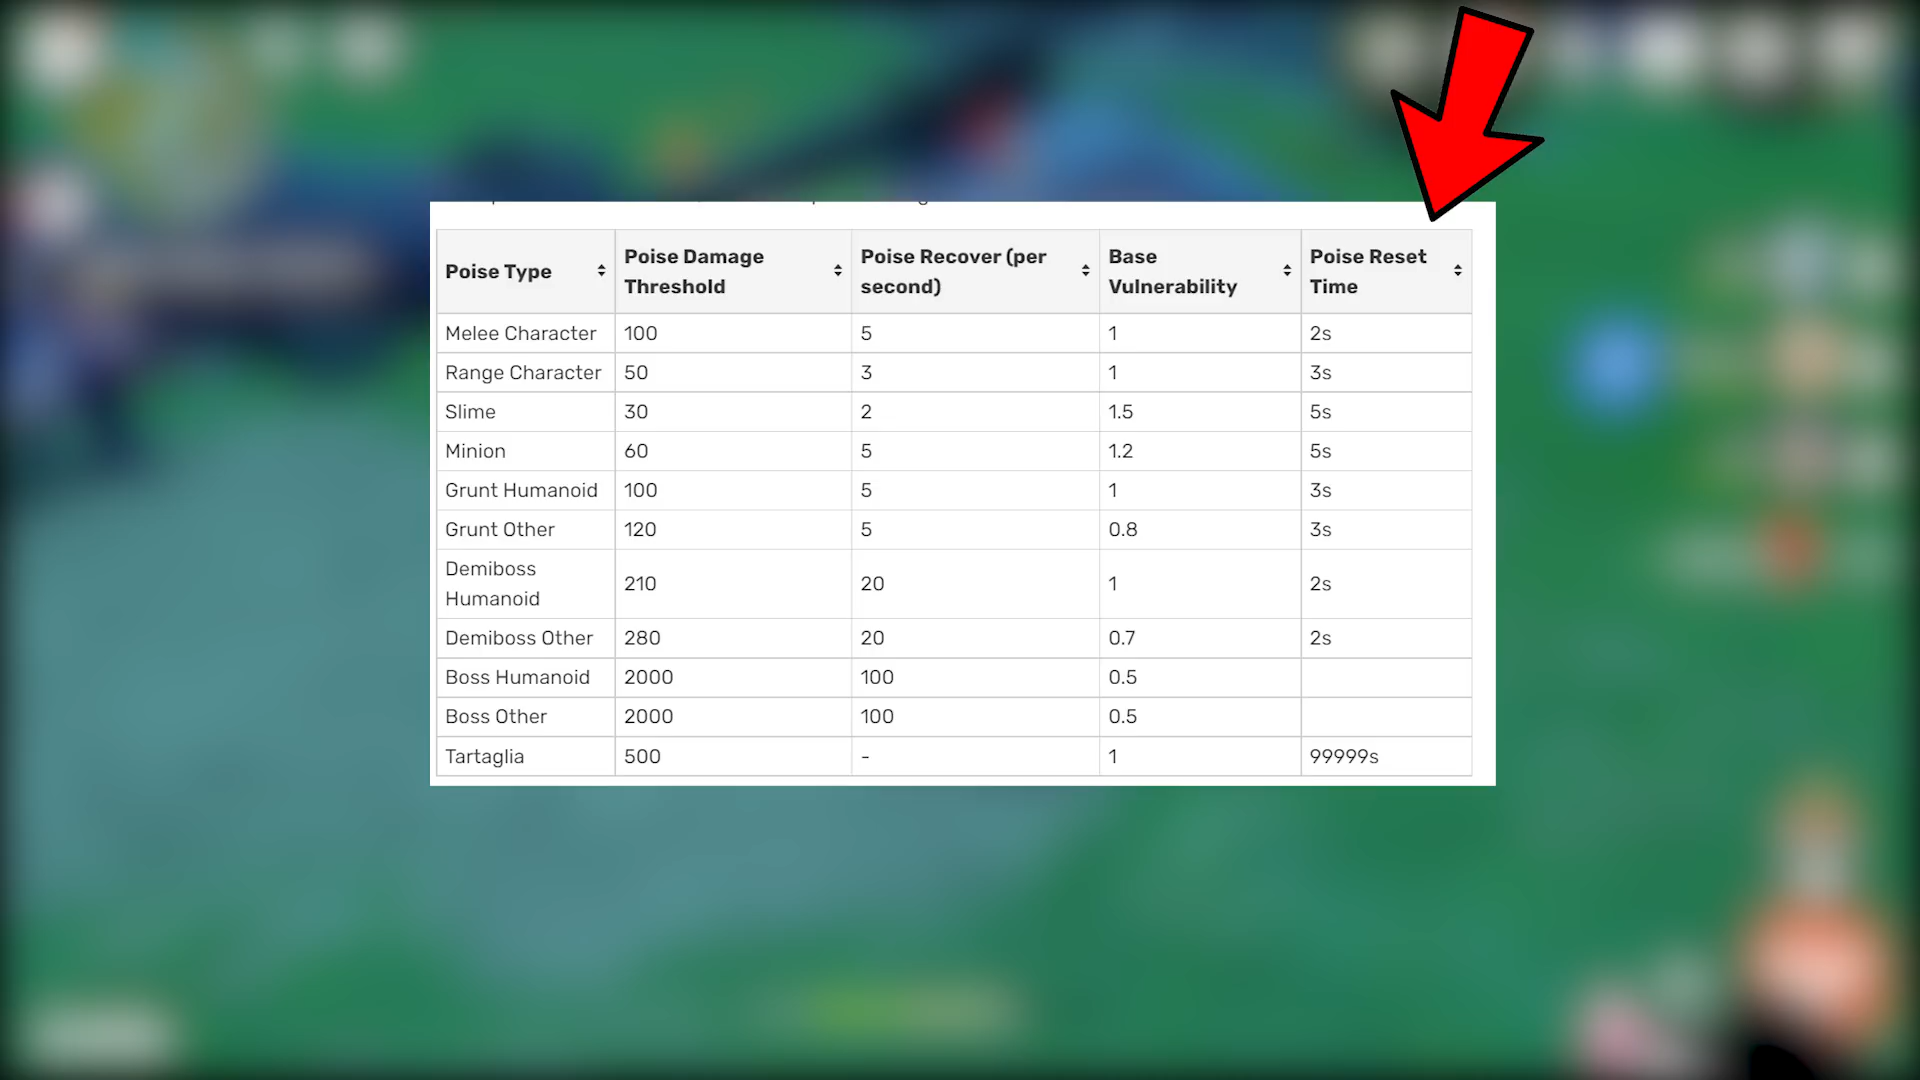 Poise Type
Poise Damage Threshold
Poise Recover (per second)
Base Vulnerability
Poise Reset Time
Melee Character 100 5 1 2s
Range Character 50 3 1 3s
Slime 30 2 1.5 5s
Minion 60 5 1.2 5s
Grunt Humanoid 100 5 1 3s
Grunt Other 120 5 0.8 3s
Demiboss Humanoid 210 20 1 2s
Demiboss Other 280 20 0.7 2s
Boss Humanoid 2000 100 0.5
Boss Other 2000 100 0.5
Tartaglia 500 - 1 99999s